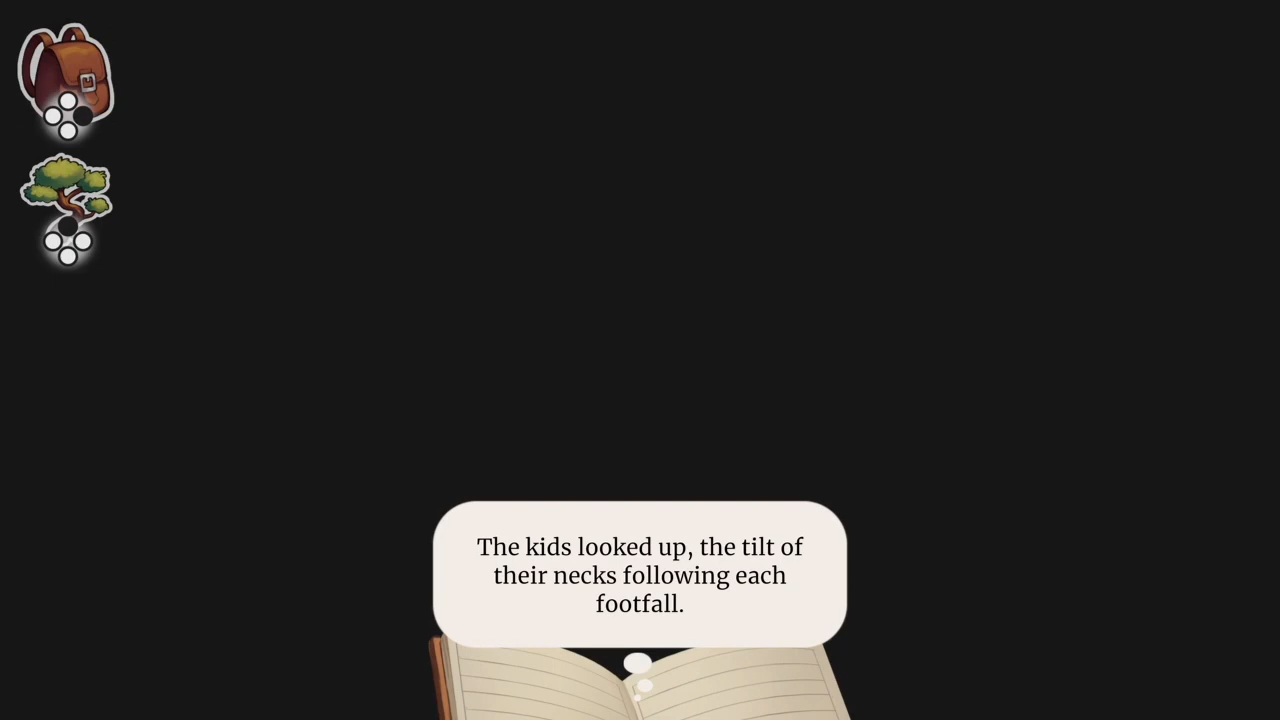 The kids looked up, the tilt of
their necks following each
footfall.